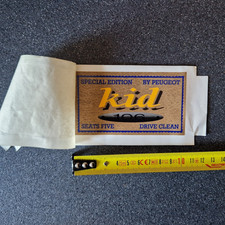 SPECIAL EDITION BY PEUGEOT
kid
106
SEATS FIVE DRIVE CLEAN